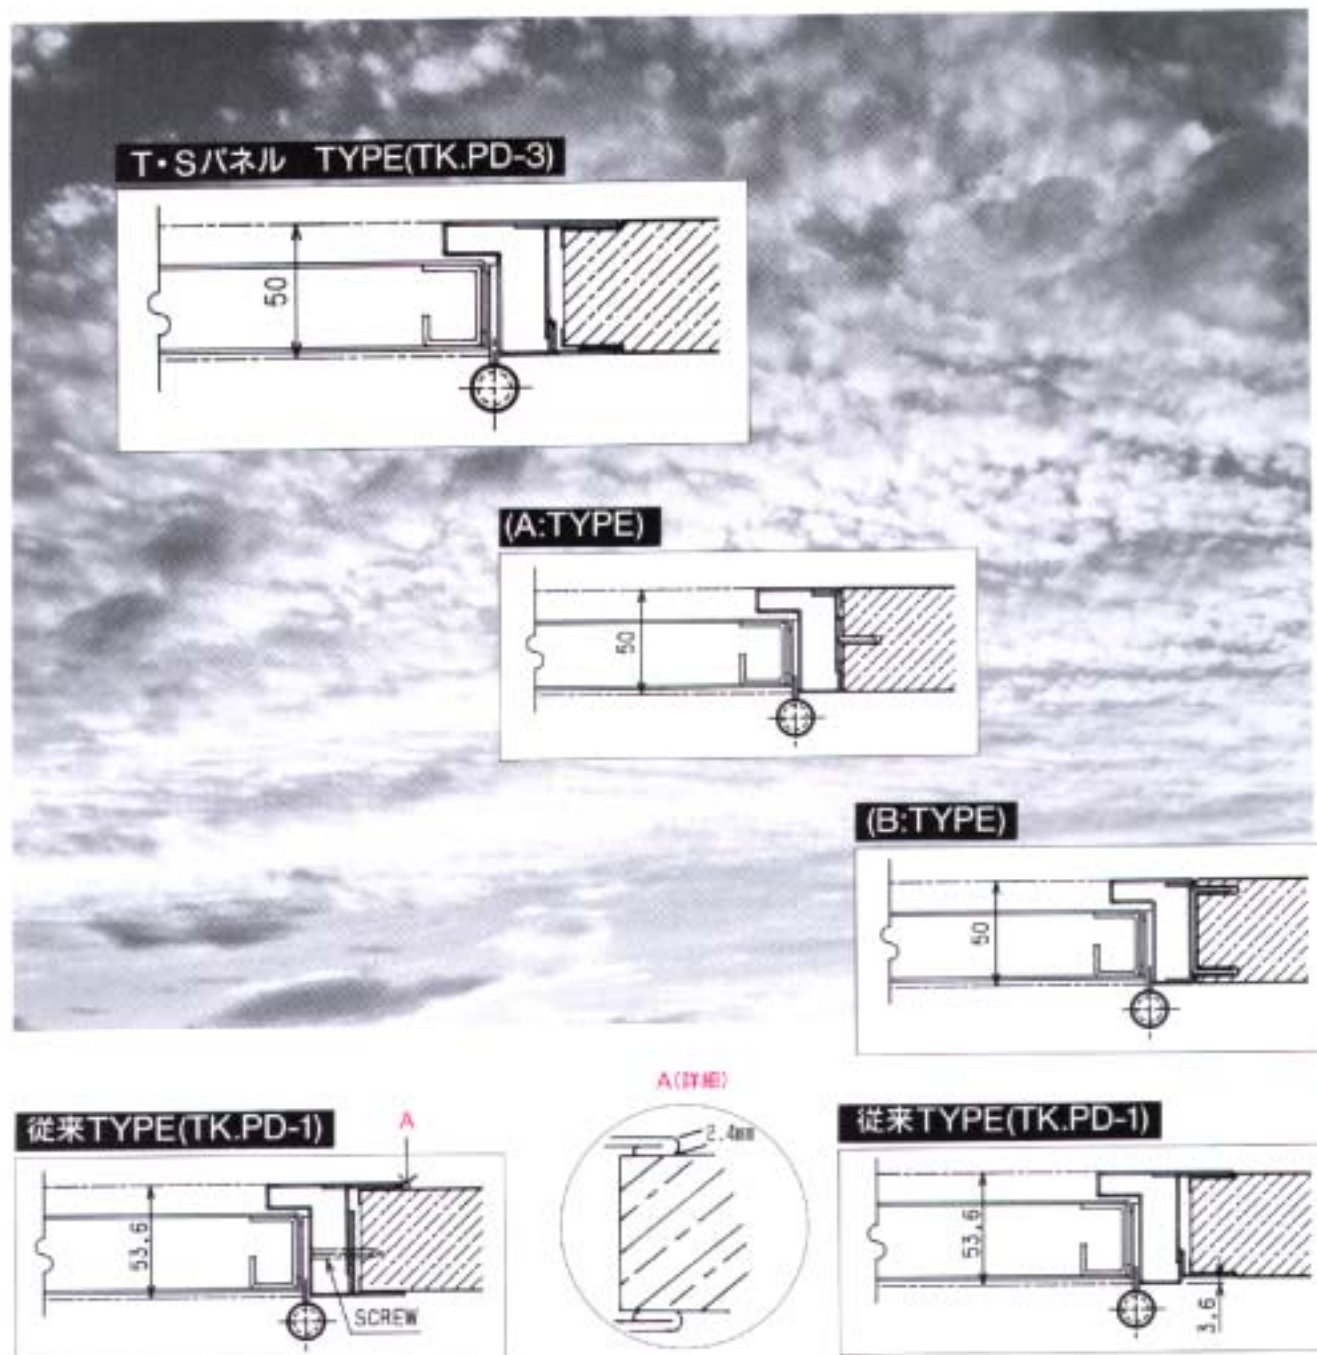 T・Sパネル TYPE(TK.PD-3)
50
(A:TYPE)
50
(B:TYPE)
50
従来TYPE(TK.PD-1)
A
53,6
SCREW
A(詳細)
2.4mm
従来TYPE(TK.PD-1)
53,6
3,6